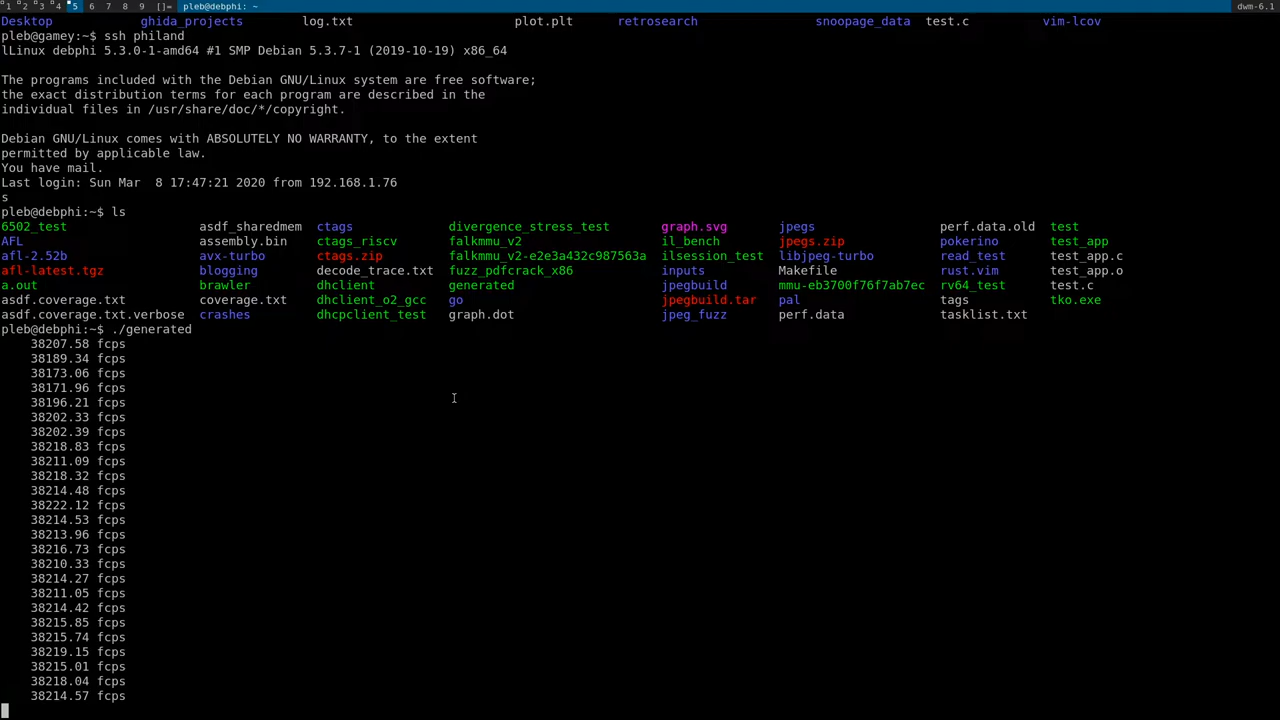 1 2 3 4 5 6 7 8 9 []= pleb@debphi: ~ dwm-6.1
Desktop ghida_projects log.txt plot.plt retrosearch snoopage_data test.c vim-lcov
pleb@gamey:~$ ssh philand
lLinux debphi 5.3.0-1-amd64 #1 SMP Debian 5.3.7-1 (2019-10-19) x86_64
The programs included with the Debian GNU/Linux system are free software;
the exact distribution terms for each program are described in the
individual files in /usr/share/doc/*/copyright.
Debian GNU/Linux comes with ABSOLUTELY NO WARRANTY, to the extent
permitted by applicable law.
You have mail.
Last login: Sun Mar  8 17:47:21 2020 from 192.168.1.76
s
pleb@debphi:~$ ls
6502_test asdf_sharedmem ctags divergence_stress_test graph.svg jpegs perf.data.old test
AFL assembly.bin ctags_riscv falkmmu_v2 il_bench jpegs.zip pokerino test_app
afl-2.52b avx-turbo ctags.zip falkmmu_v2-e2e3a432c987563a ilsession_test libjpeg-turbo read_test test_app.c
afl-latest.tgz blogging decode_trace.txt fuzz_pdfcrack_x86 inputs Makefile rust.vim test_app.o
a.out brawler dhclient generated jpegbuild mmu-eb3700f76f7ab7ec rv64_test test.c
asdf.coverage.txt coverage.txt dhclient_o2_gcc go jpegbuild.tar pal tags tko.exe
asdf.coverage.txt.verbose crashes dhcpclient_test graph.dot jpeg_fuzz perf.data tasklist.txt
pleb@debphi:~$ ./generated
38207.58 fcps
38189.34 fcps
38173.06 fcps
38171.96 fcps
38196.21 fcps
38202.33 fcps
38202.39 fcps
38218.83 fcps
38211.09 fcps
38218.32 fcps
38214.48 fcps
38222.12 fcps
38214.53 fcps
38213.96 fcps
38216.73 fcps
38210.33 fcps
38214.27 fcps
38211.05 fcps
38214.42 fcps
38215.85 fcps
38215.74 fcps
38219.15 fcps
38215.01 fcps
38218.04 fcps
38214.57 fcps